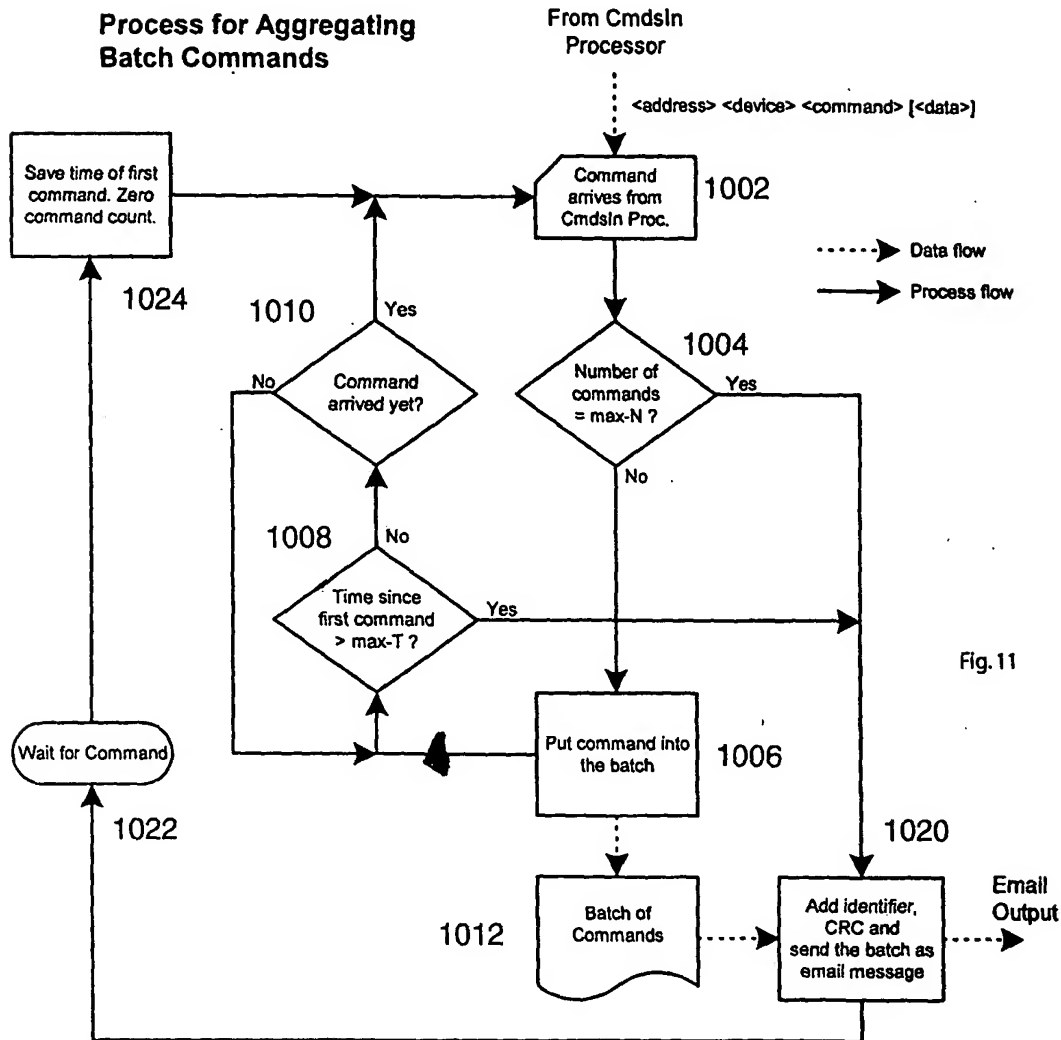 Process for Aggregating
Batch Commands
From CmdsIn
Processor
<address> <device> <command> [<data>]
Save time of first
command. Zero
command count.
1024
Command
arrives from
CmdsIn Proc.
1002
Data flow
Process flow
1010
Yes
No
Command
arrived yet?
1004
Number of
commands
= max-N ?
Yes
No
1008
No
Time since
first command
> max-T ?
Yes
Fig. 11
Wait for Command
1022
Put command into
the batch
1006
1020
1012
Batch of
Commands
Add identifier,
CRC and
send the batch as
email message
Email
Output